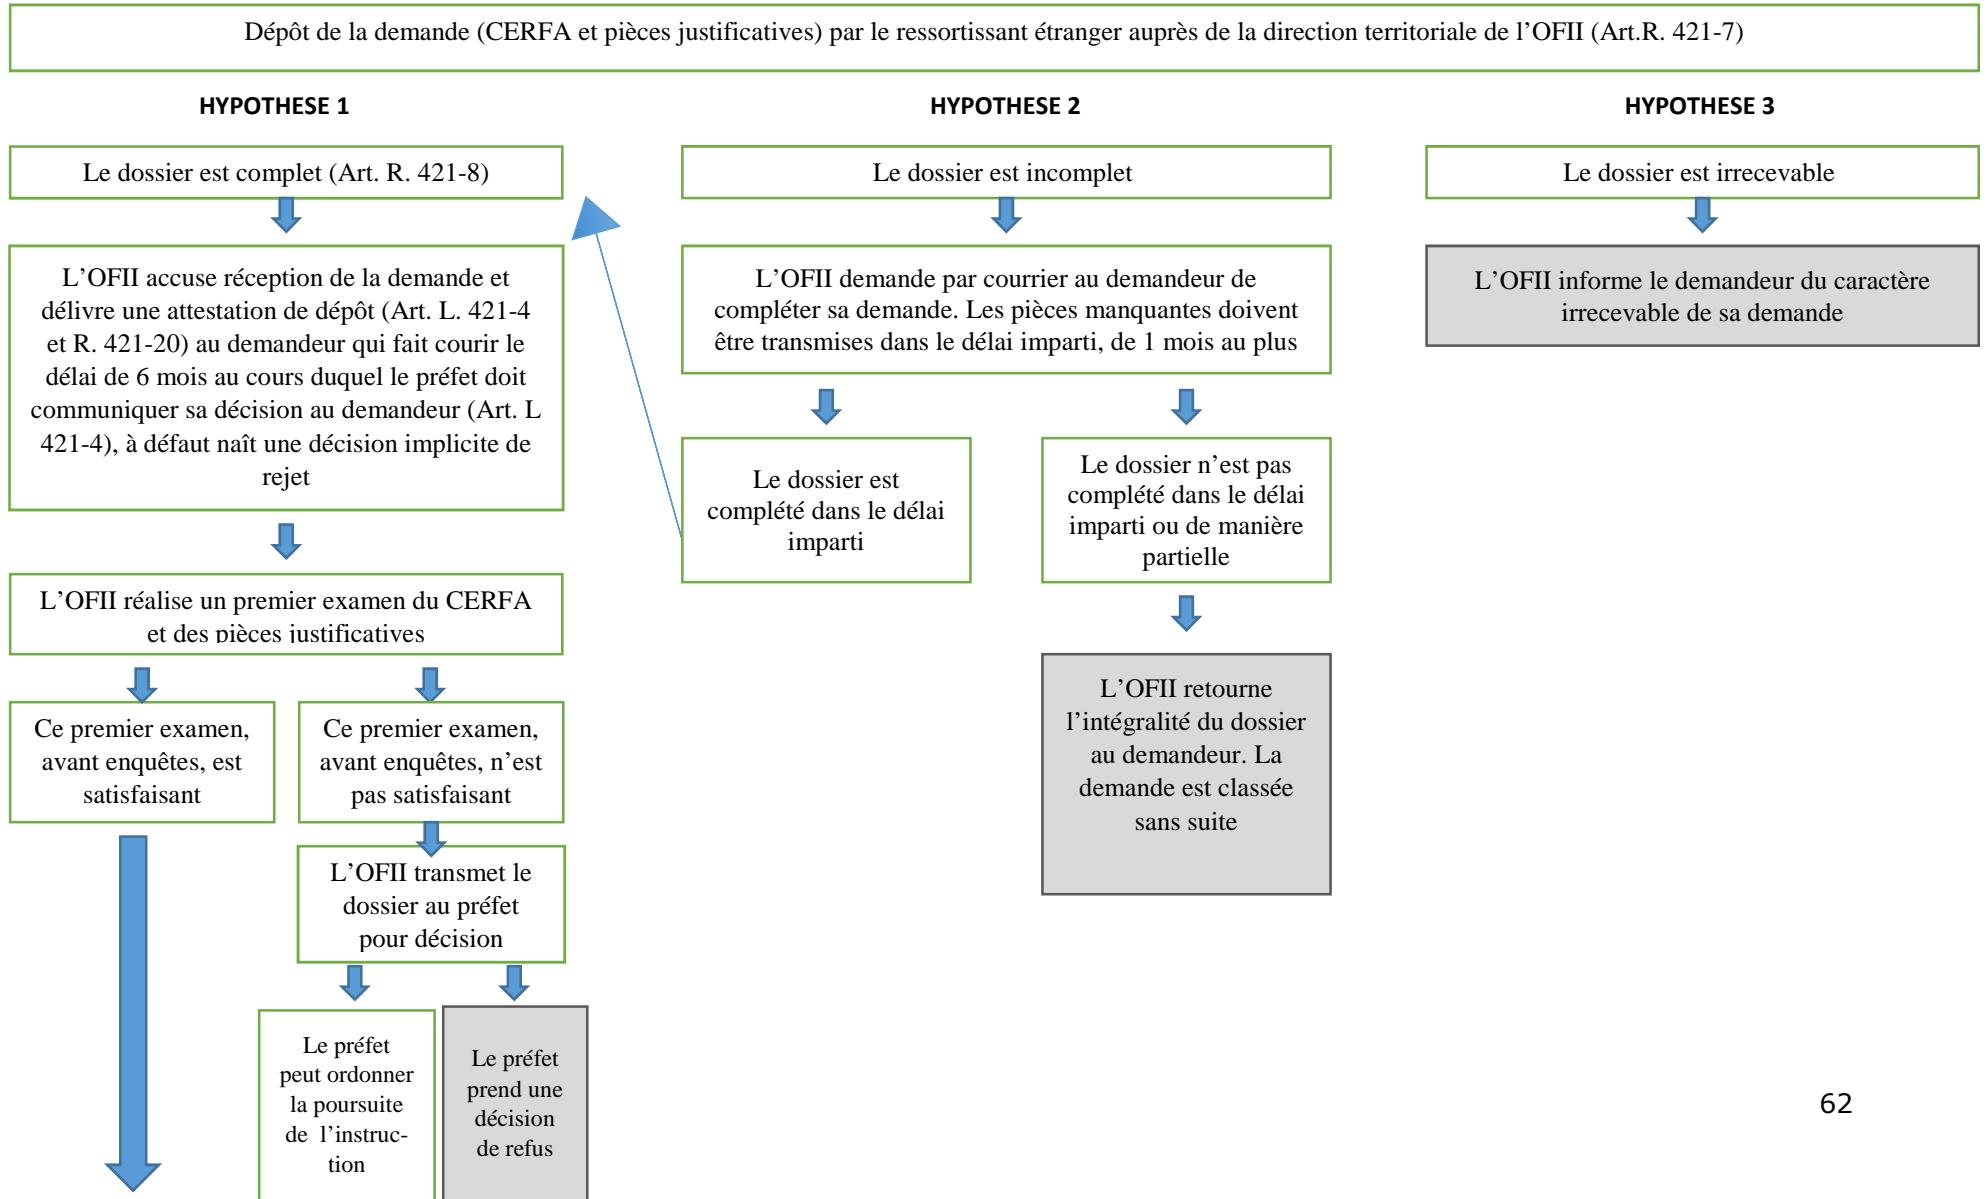 Dépôt de la demande (CERFA et pièces justificatives) par le ressortissant étranger auprès de la direction territoriale de l’OFII (Art.R. 421-7)
HYPOTHESE 1
Le dossier est complet (Art. R. 421-8)
L’OFII accuse réception de la demande et
délivre une attestation de dépôt (Art. L. 421-4
et R. 421-20) au demandeur qui fait courir le
délai de 6 mois au cours duquel le préfet doit
communiquer sa décision au demandeur (Art. L
421-4), à défaut naît une décision implicite de
rejet
L’OFII réalise un premier examen du CERFA
et des pièces justificatives
Ce premier examen,
avant enquêtes, est
satisfaisant
Ce premier examen,
avant enquêtes, n’est
pas satisfaisant
L’OFII transmet le
dossier au préfet
pour décision
Le préfet
peut ordonner
la poursuite
de l’instruc-
tion
Le préfet
prend une
décision
de refus
HYPOTHESE 2
Le dossier est incomplet
L’OFII demande par courrier au demandeur de
compléter sa demande. Les pièces manquantes doivent
être transmises dans le délai imparti, de 1 mois au plus
Le dossier est
complété dans le délai
imparti
Le dossier n’est pas
complété dans le délai
imparti ou de manière
partielle
L’OFII retourne
l’intégralité du dossier
au demandeur. La
demande est classée
sans suite
HYPOTHESE 3
Le dossier est irrecevable
L’OFII informe le demandeur du caractère
irrecevable de sa demande
62